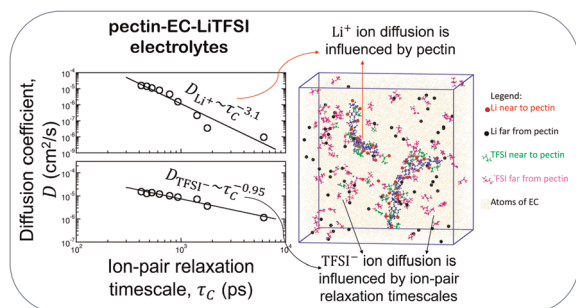 pectin-EC-LiTFSI
electrolytes
Li⁺ ion diffusion is
influenced by pectin
Diffusion coefficient,
D (cm²/s)
10⁻⁴
10⁻⁵
10⁻⁶
10⁻⁷
10⁻⁸
10⁻⁹
D_Li⁺~τ_C^−3.1
10⁻⁴
10⁻⁵
10⁻⁶
10⁻⁷
D_TFSI⁻~τ_C^−0.95
10² 10³ 10⁴
Ion-pair relaxation
timescale, τ_C (ps)
Legend:
Li near to pectin
Li far from pectin
TFSI near to pectin
TFSI far from pectin
Atoms of EC
TFSI⁻ ion diffusion is
influenced by ion-pair
relaxation timescales